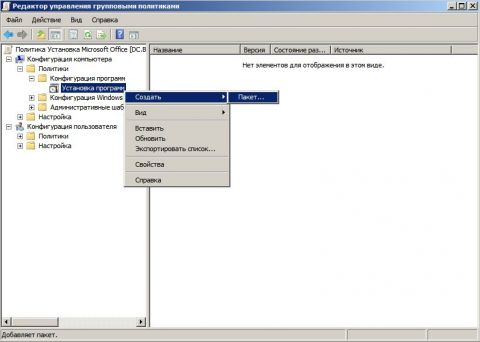 Редактор управления групповыми политиками
Файл Действие Вид Справка
Политика Установка Microsoft Office [DC.B
Конфигурация компьютера
Политики
Конфигурация програмн
Установка программ
Конфигурация Windows
Административные шаб
Настройка
Конфигурация пользователя
Политики
Настройка
Название Версия Состояние раз... Источник
Нет элементов для отображения в этом виде.
Создать
Вид
Вставить
Обновить
Экспортировать список...
Свойства
Справка
Пакет...
Добавляет пакет.